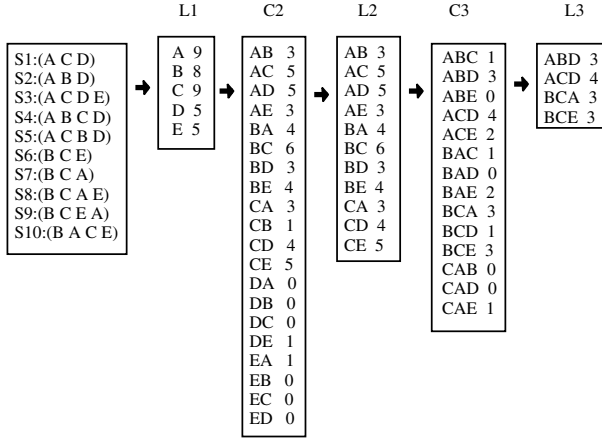 L1
C2
L2
C3
L3
S1:(A C D)
S2:(A B D)
S3:(A C D E)
S4:(A B C D)
S5:(A C B D)
S6:(B C E)
S7:(B C A)
S8:(B C A E)
S9:(B C E A)
S10:(B A C E)
A 9
B 8
C 9
D 5
E 5
AB 3
AC 5
AD 5
AE 3
BA 4
BC 6
BD 3
BE 4
CA 3
CB 1
CD 4
CE 5
DA 0
DB 0
DC 0
DE 1
EA 1
EB 0
EC 0
ED 0
AB 3
AC 5
AD 5
AE 3
BA 4
BC 6
BD 3
BE 4
CA 3
CD 4
CE 5
ABC 1
ABD 3
ABE 0
ACD 4
ACE 2
BAC 1
BAD 0
BAE 2
BCA 3
BCD 1
BCE 3
CAB 0
CAD 0
CAE 1
ABD 3
ACD 4
BCA 3
BCE 3